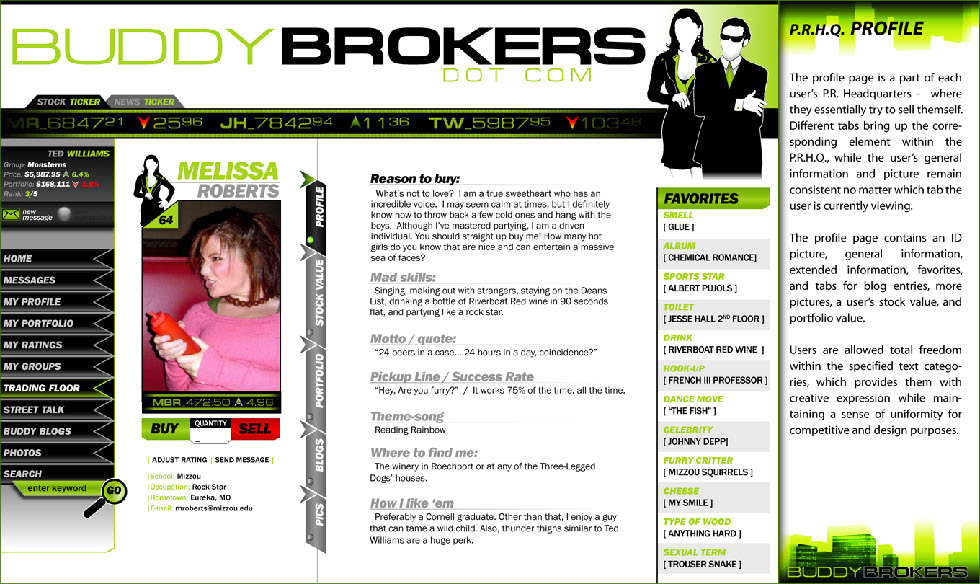 BUDDYBROKERS
DOT COM
STOCK TICKER
NEWS TICKER
MR_684721 2596 JH_784294 1136 TW_598795 10348
TED WILLIAMS
Group: Monsterns
Price: $5,387.35 6.4%
Portfolio: $168,111
Rank: 3/5
new
message
HOME
MESSAGES
MY PROFILE
MY PORTFOLIO
MY RATINGS
MY GROUPS
TRADING FLOOR
STREET TALK
BUDDY BLOGS
PHOTOS
SEARCH
enter keyword
GO
MELISSA
ROBERTS
64
MBR_472.50 4.96
BUY
QUANTITY
SELL
| ADJUST RATING | SEND MESSAGE |
|School: Mizzou
|Occupation: Rock Star
|Hometown: Eureka, MO
|E-mail: mroberts@mizzou.edu
PROFILE
STOCK VALUE
PORTFOLIO
BLOGS
PICS
Reason to buy:
What's not to love? I am a true sweetheart who has an
incredible voice. I may seem calm at times, but I definitely
know how to throw back a few cold ones and hang with the
boys. Although I've mastered partying, I am a driven
individual. You should straight up buy me! How many hot
girls do you know that are nice and can entertain a massive
sea of faces?
Mad skills:
Singing, making out with strangers, staying on the Deans
List, drinking a bottle of Riverboat Red wine in 90 seconds
flat, and partying like a rock star.
Motto / quote:
"24 beers in a case... 24 hours in a day, coincidence?"
Pickup Line / Success Rate
"Hey, Are you furry?" / It works 75% of the time, all the time.
Theme-song
Reading Rainbow
Where to find me:
The winery in Rocheport or at any of the Three-Legged
Dogs' houses.
How I like 'em
Preferably a Cornell graduate. Other than that, I enjoy a guy
that can tame a wild child. Also, thunder thighs similar to Ted
Williams are a huge perk.
FAVORITES
SMELL
[ GLUE ]
ALBUM
[ CHEMICAL ROMANCE]
SPORTS STAR
[ ALBERT PUJOLS ]
TOILET
[ JESSE HALL 2ND FLOOR ]
DRINK
[ RIVERBOAT RED WINE ]
HOOK-UP
[ FRENCH III PROFESSOR ]
DANCE MOVE
[ "THE FISH" ]
CELEBRITY
[ JOHNNY DEPP]
FURRY CRITTER
[ MIZZOU SQUIRRELS ]
CHEESE
[ MY SMILE ]
TYPE OF WOOD
[ ANYTHING HARD ]
SEXUAL TERM
[ TROUSER SNAKE ]
P.R.H.Q. PROFILE
The profile page is a part of each
user's P.R. Headquarters - where
they essentially try to sell themself.
Different tabs bring up the corre-
sponding element within the
P.R.H.Q., while the user's general
information and picture remain
consistent no matter which tab the
user is currently viewing.
The profile page contains an ID
picture, general information,
extended information, favorites,
and tabs for blog entries, more
pictures, a user's stock value, and
portfolio value.
Users are allowed total freedom
within the specified text catego-
ries, which provides them with
creative expression while main-
taining a sense of uniformity for
competitive and design purposes.
BUDDYBROKERS